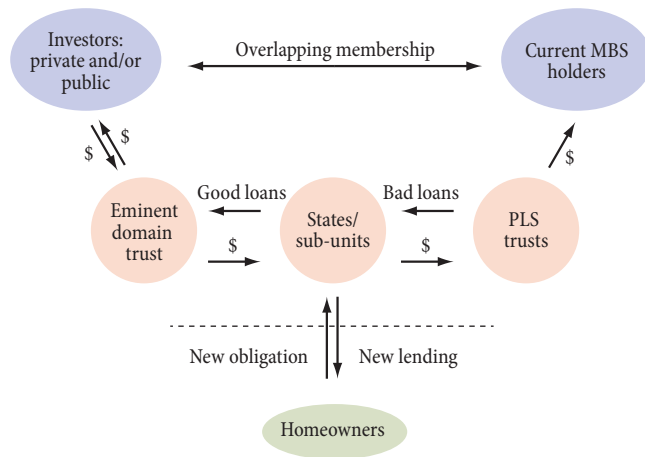 Investors:
private and/or
public
Overlapping membership
Current MBS
holders
$
$
$
Eminent
domain
trust
Good loans
$
States/
sub-units
Bad loans
$
PLS
trusts
New obligation
New lending
Homeowners